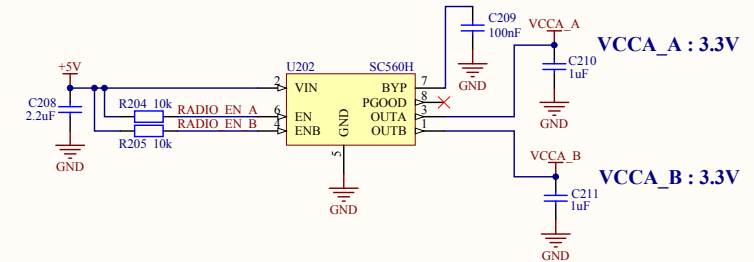 C209
100nF
VCCA_A
VCCA_A : 3.3V
+5V
U202
SC560H
C210
1uF
2
VIN
BYP
7
C208
2.2uF
R204 10k
RADIO_EN_A
6
EN
GND
PGOOD
8
OUTA
3
GND
GND
RADIO_EN_B
4
ENB
OUTB
1
R205 10k
GND
5
VCCA_B
VCCA_B : 3.3V
C211
1uF
GND
GND